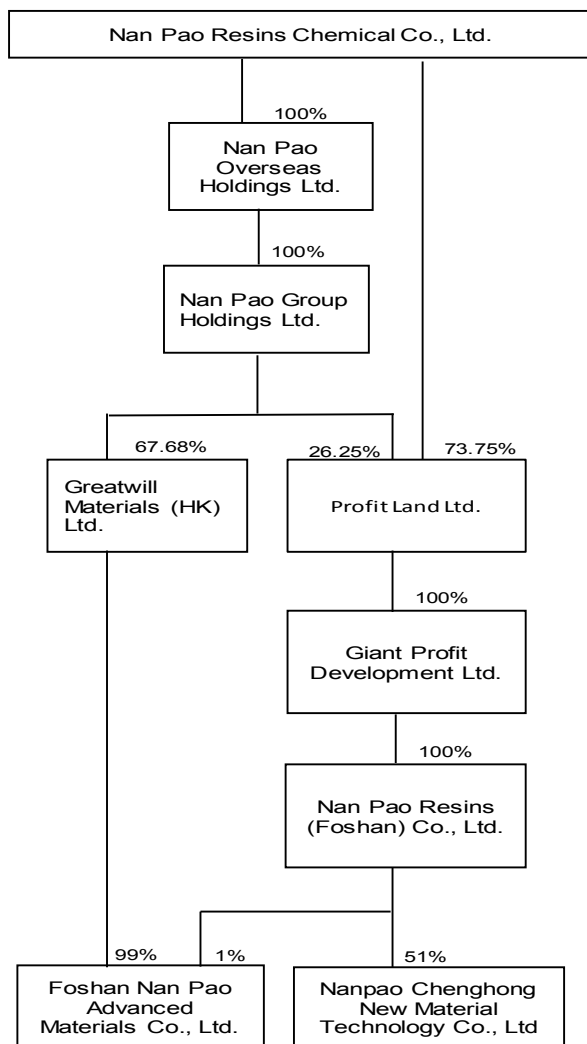 Nan Pao Resins Chemical Co., Ltd.
100%
Nan Pao
Overseas
Holdings Ltd.
100%
Nan Pao Group
Holdings Ltd.
67.68%
26.25%
73.75%
Greatwill
Materials (HK)
Ltd.
Profit Land Ltd.
100%
Giant Profit
Development Ltd.
100%
Nan Pao Resins
(Foshan) Co., Ltd.
99%
1%
51%
Foshan Nan Pao
Advanced
Materials Co., Ltd.
Nanpao Chenghong
New Material
Technology Co., Ltd